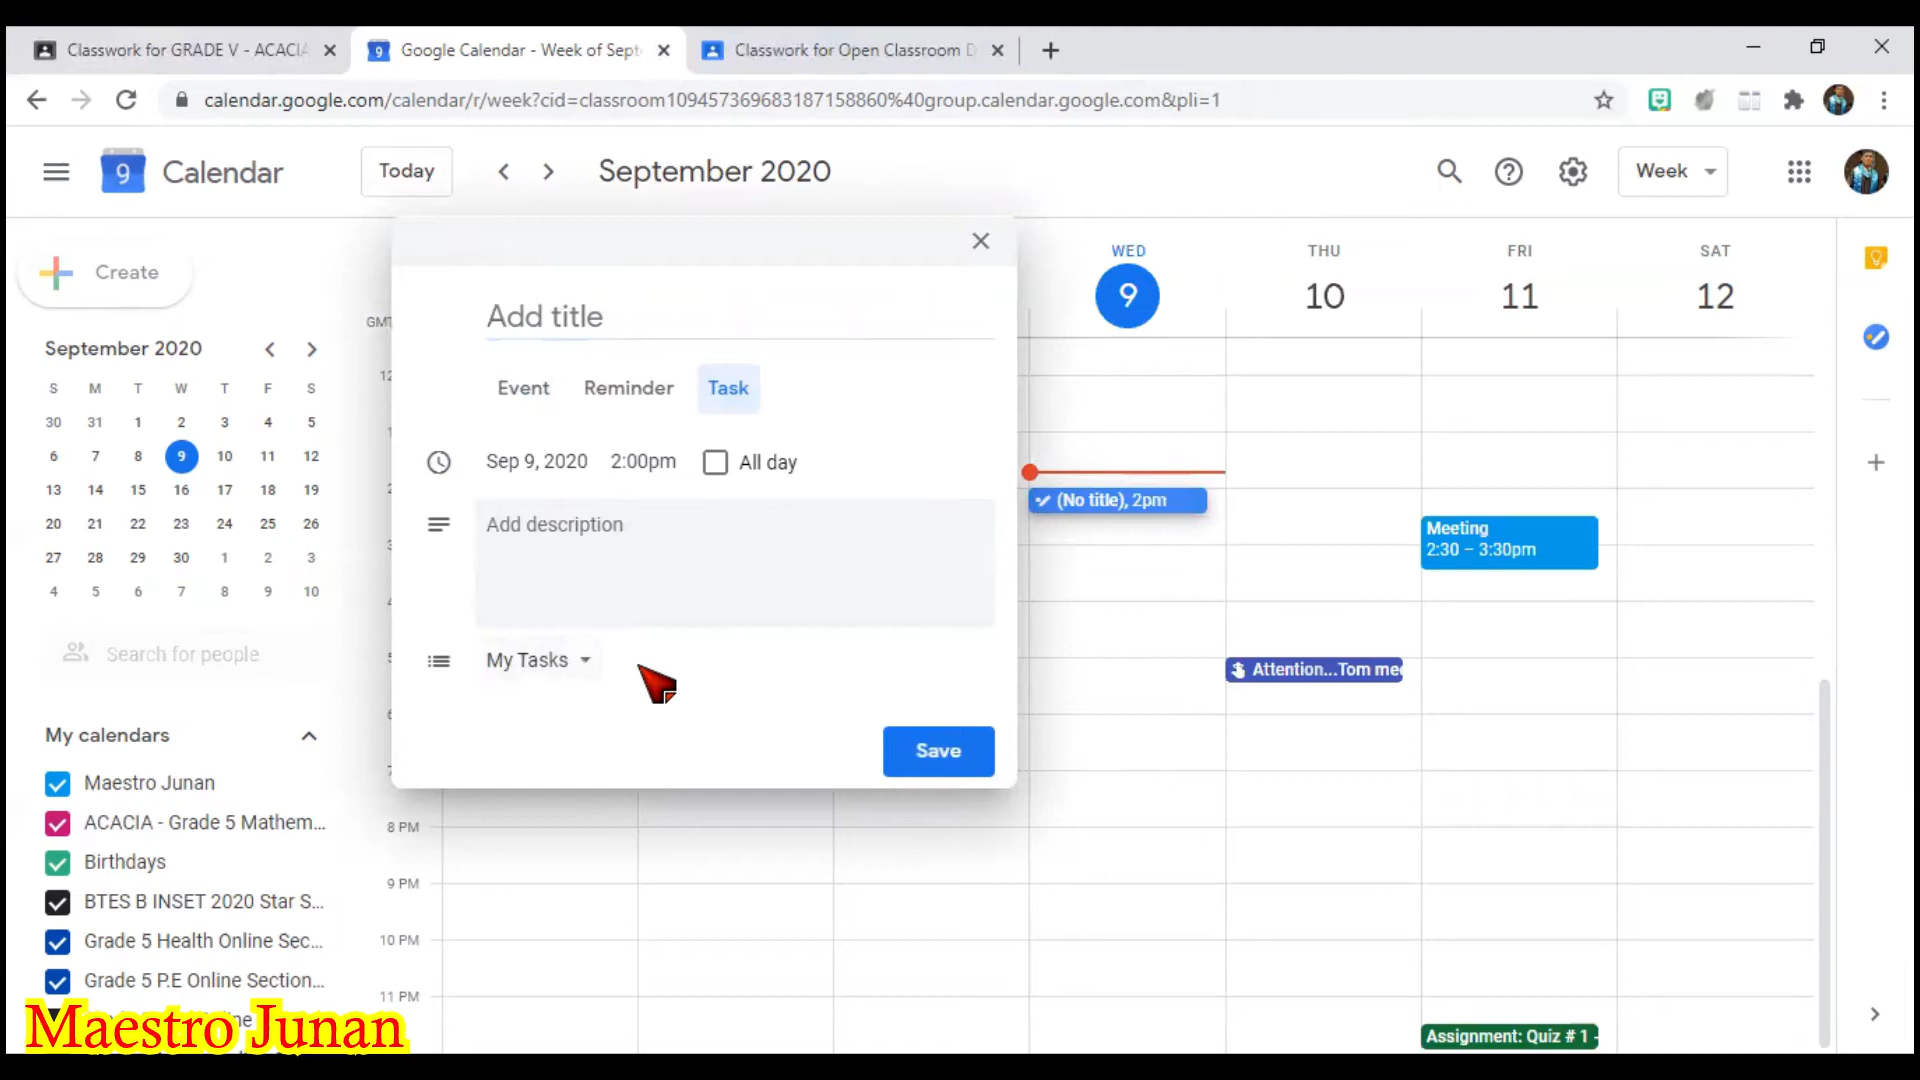 Classwork for GRADE V - ACACIA
Google Calendar - Week of Sept
Classwork for Open Classroom D
calendar.google.com/calendar/r/week?cid=classroom109457369683187158860%40group.calendar.google.com&pli=1
9
Calendar
Today
September 2020
Week
Create
WED
THU
FRI
SAT
9
10
11
12
GMT
Add title
Event
Reminder
Task
Sep 9, 2020
2:00pm
All day
Add description
My Tasks
Save
September 2020
S M T W T F S
30 31 1 2 3 4 5
6 7 8 9 10 11 12
13 14 15 16 17 18 19
20 21 22 23 24 25 26
27 28 29 30 1 2 3
4 5 6 7 8 9 10
Search for people
My calendars
Maestro Junan
ACACIA - Grade 5 Mathem...
Birthdays
BTES B INSET 2020 Star S...
Grade 5 Health Online Sec...
Grade 5 P.E Online Section...
(No title), 2pm
Meeting
2:30 – 3:30pm
Attention...Tom mee
8 PM
9 PM
10 PM
11 PM
Assignment: Quiz # 1 -
Maestro Junan